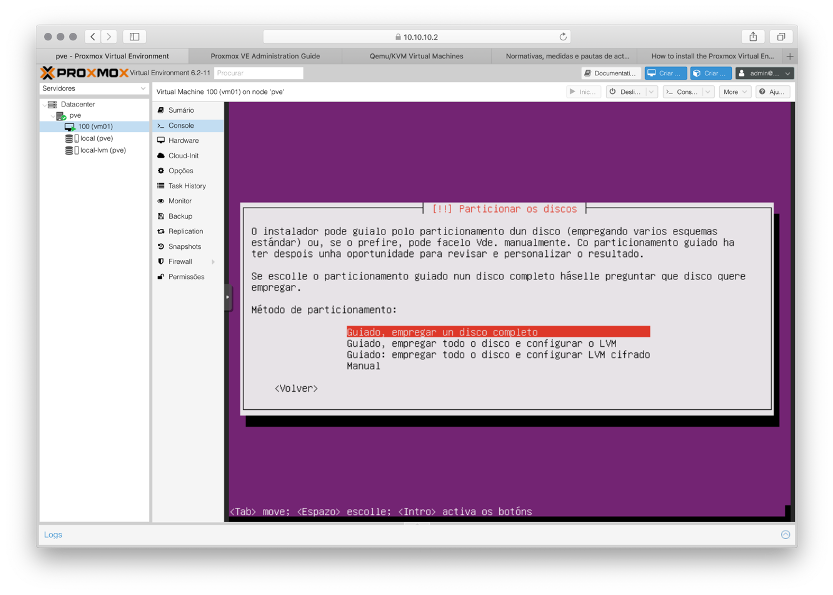 10.10.10.2
pve - Proxmox Virtual Environment
Proxmox VE Administration Guide
Qemu/KVM Virtual Machines
Normativas, medidas e pautas de act...
How to install the Proxmox Virtual En...
PROXMOX Virtual Environment 6.2-11
Procurar
Documentati...
Crear ...
Crear ...
admin@...
Servidores
Virtual Machine 100 (vm01) on node 'pve'
Inic...
Desli...
Cons...
More
Aju...
Datacenter
pve
100 (vm01)
local (pve)
local-lvm (pve)
Sumário
Console
Hardware
Cloud-Init
Opções
Task History
Monitor
Backup
Replication
Snapshots
Firewall
Permissões
[!!] Particionar os discos
O instalador pode guialo polo particionamento dun disco (empregando varios esquemas
estándar) ou, se o prefire, pode facelo Vde. manualmente. Co particionamento guiado ha
ter despois unha oportunidade para revisar e personalizar o resultado.
Se escolle o particionamento guiado nun disco completo háselle preguntar que disco quere
empregar.
Método de particionamento:
Guiado, empregar un disco completo
Guiado, empregar todo o disco e configurar o LVM
Guiado: empregar todo o disco e configurar LVM cifrado
Manual
<Volver>
<Tab> move; <Espazo> escolle; <Intro> activa os botóns
Logs